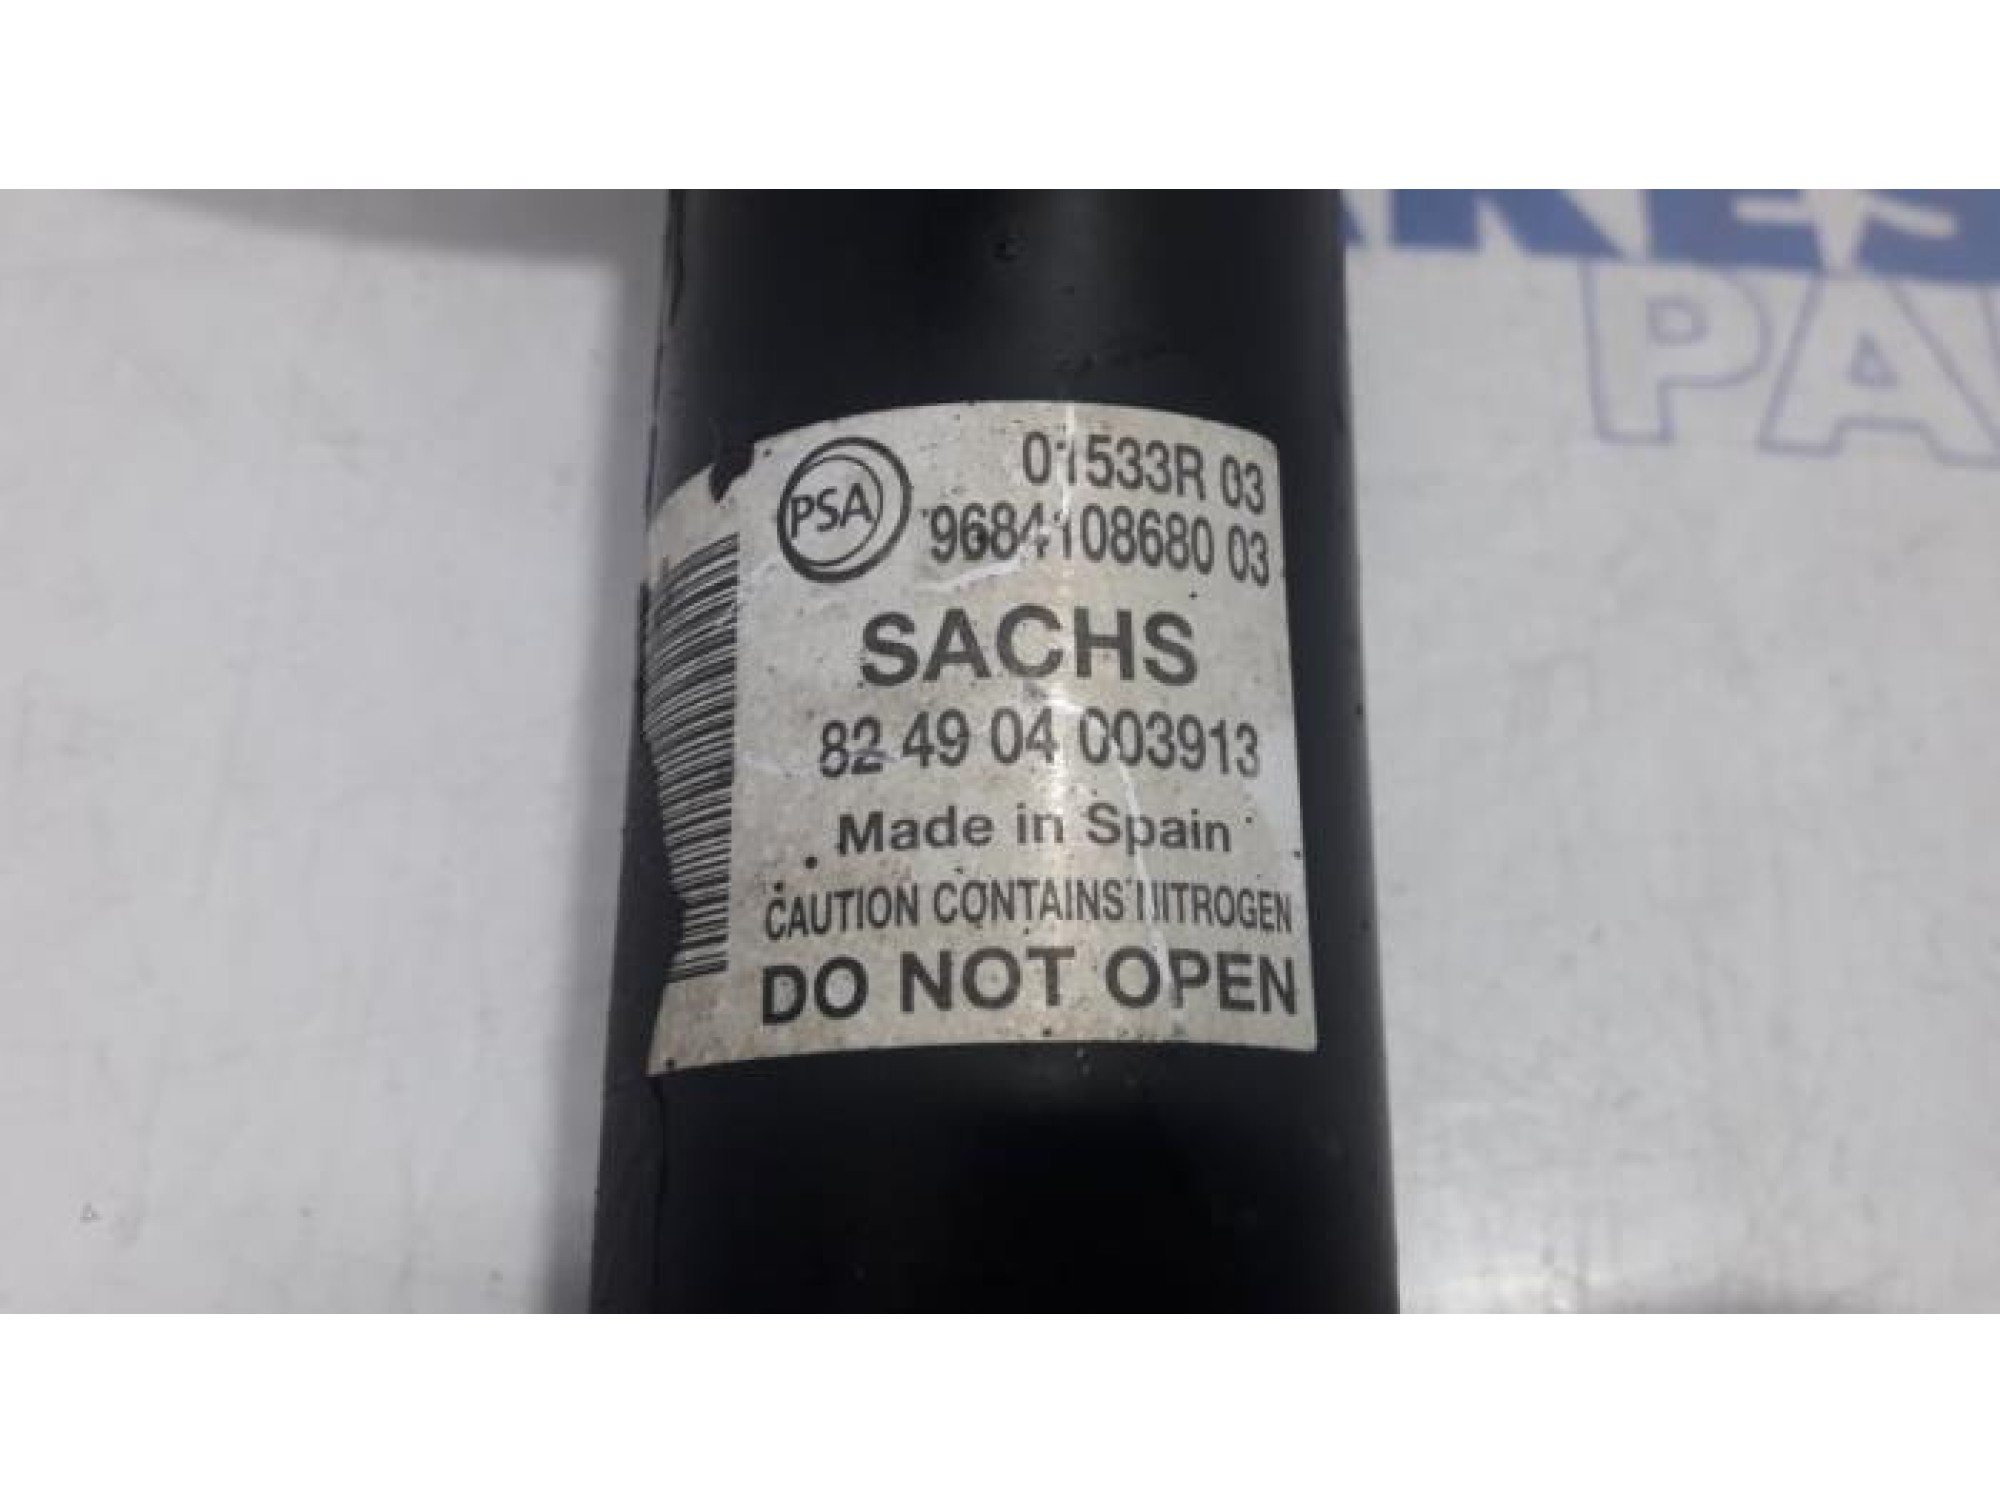 PSA
01533R 03
9684108680 03
SACHS
82 49 04 003913
Made in Spain
CAUTION CONTAINS NITROGEN
DO NOT OPEN